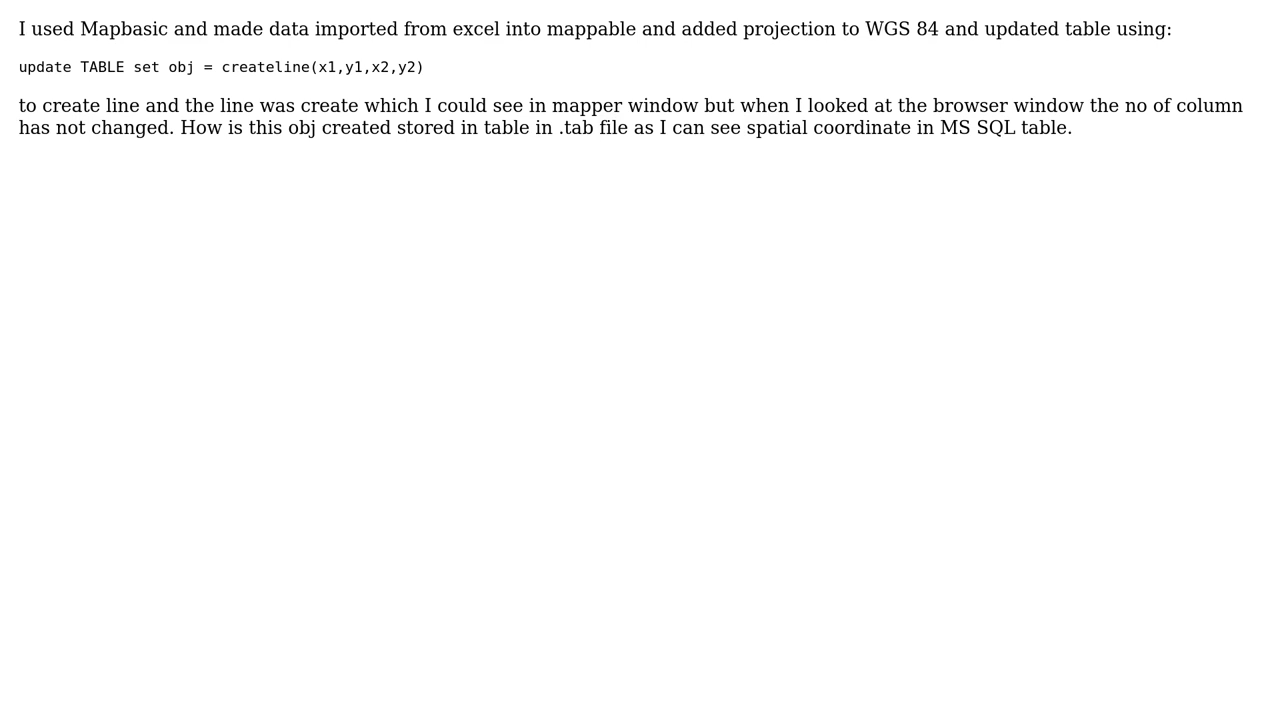 I used Mapbasic and made data imported from excel into mappable and added projection to WGS 84 and updated table using:
update TABLE set obj = createline(x1,y1,x2,y2)
to create line and the line was create which I could see in mapper window but when I looked at the browser window the no of column
has not changed. How is this obj created stored in table in .tab file as I can see spatial coordinate in MS SQL table.